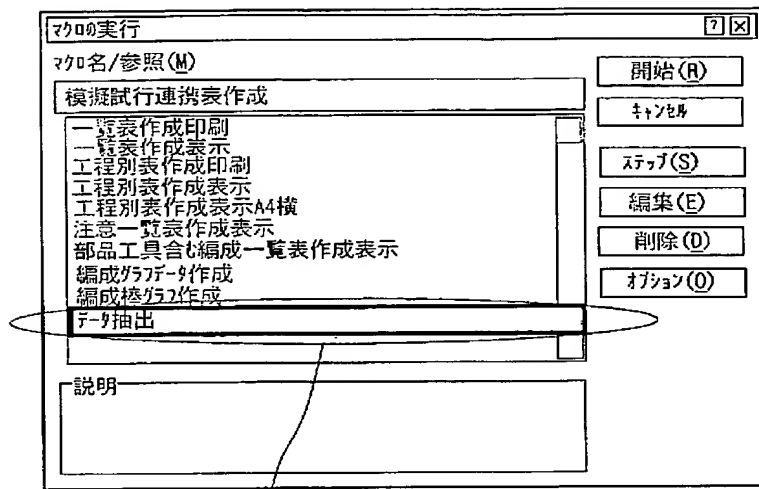 ﾏｸﾛの実行
?
ﾏｸﾛ名/参照(M)
模擬試行連携表作成
一覧表作成印刷
一覧表作成表示
工程別表作成印刷
工程別表作成表示
工程別表作成表示A4横
注意一覧表作成表示
部品工具含む編成一覧表作成表示
編成ｸﾞﾗﾌﾃﾞｰﾀ作成
編成棒ｸﾞﾗﾌ作成
ﾃﾞｰﾀ抽出
説明
開始(R)
ｷｬﾝｾﾙ
ｽﾃｯﾌﾟ(S)
編集(E)
削除(D)
ｵﾌﾟｼｮﾝ(O)